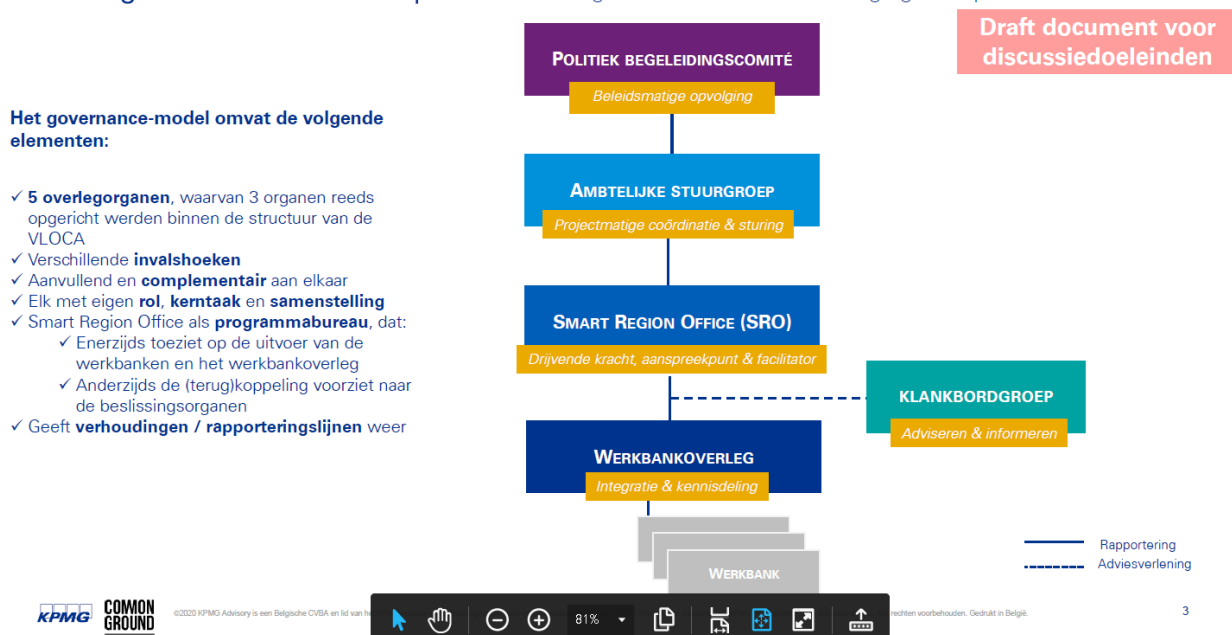 Draft document voor
discussiedoeleinden
POLITIEK BEGELEIDINGSCOMITÉ
Beleidsmatige opvolging
Het governance-model omvat de volgende
elementen:
✓ 5 overlegorganen, waarvan 3 organen reeds
opgericht werden binnen de structuur van de
VLOCA
✓ Verschillende invalshoeken
✓ Aanvullend en complementair aan elkaar
✓ Elk met eigen rol, kerntaak en samenstelling
✓ Smart Region Office als programmabureau, dat:
✓ Enerzijds toeziet op de uitvoer van de
werkbanken en het werkbankoverleg
✓ Anderzijds de (terug)koppeling voorziet naar
de beslissingsorganen
✓ Geeft verhoudingen / rapporteringslijnen weer
AMBTELIJKE STUURGROEP
Projectmatige coördinatie & sturing
SMART REGION OFFICE (SRO)
Drijvende kracht, aanspreekpunt & facilitator
KLANKBORDGROEP
Adviseren & informeren
WERKBANKOVERLEG
Integratie & kennisdeling
WERKBANK
Rapportering
Adviesverlening
KPMG
COMMON
GROUND
©2020 KPMG Advisory is een Belgische CVBA en lid van
81%
rechten voorbehouden. Gedrukt in België.
3